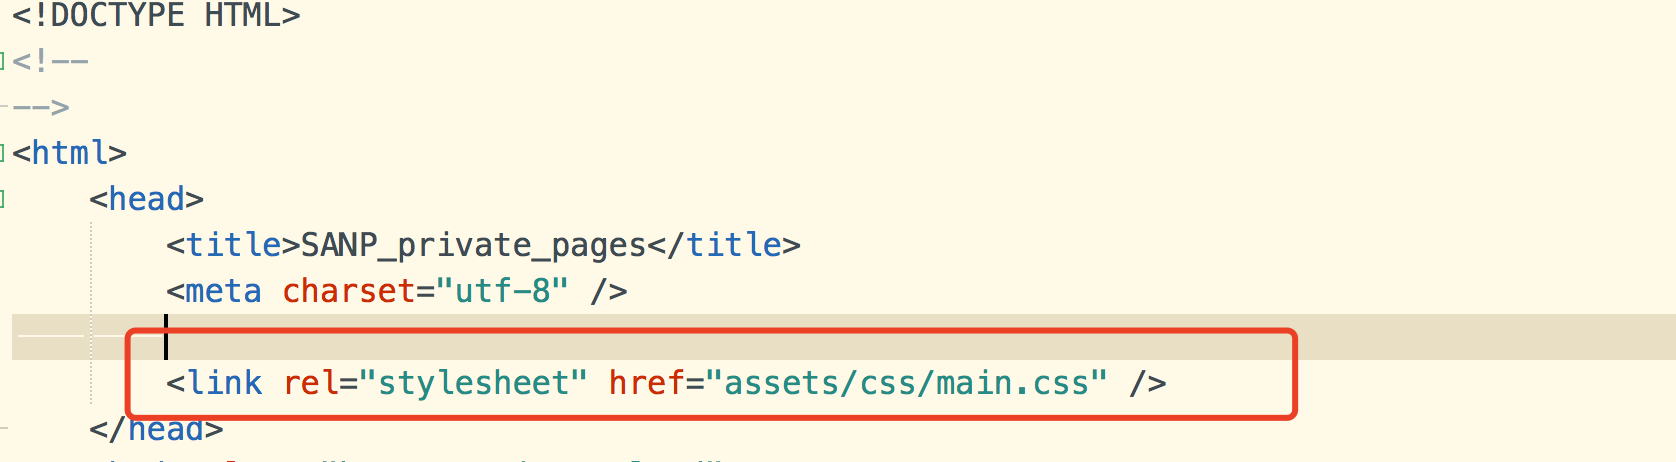 <!DOCTYPE HTML>
<!--
-->
<html>
<head>
<title>SANP_private_pages</title>
<meta charset="utf-8" />
<link rel="stylesheet" href="assets/css/main.css" />
</head>